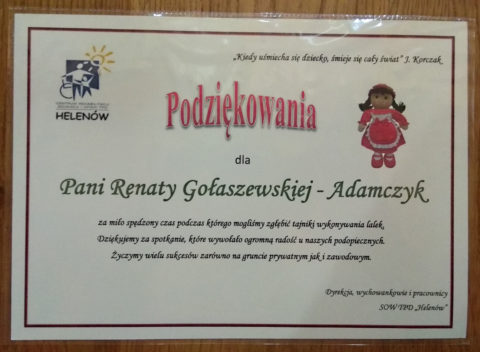 „Kiedy uśmiecha się dziecko, śmieje się cały świat” J. Korczak
HELENÓW
Podziękowania
dla
Pani Renaty Gołaszewskiej - Adamczyk
za miło spędzony czas podczas którego mogliśmy zgłębić tajniki wykonywania lalek.
Dziękujemy za spotkanie, które wywołało ogromną radość u naszych podopiecznych.
Życzymy wielu sukcesów zarówno na gruncie prywatnym jak i zawodowym.
Dyrekcja, wychowankowie i pracownicy
SOW TPD „Helenów”